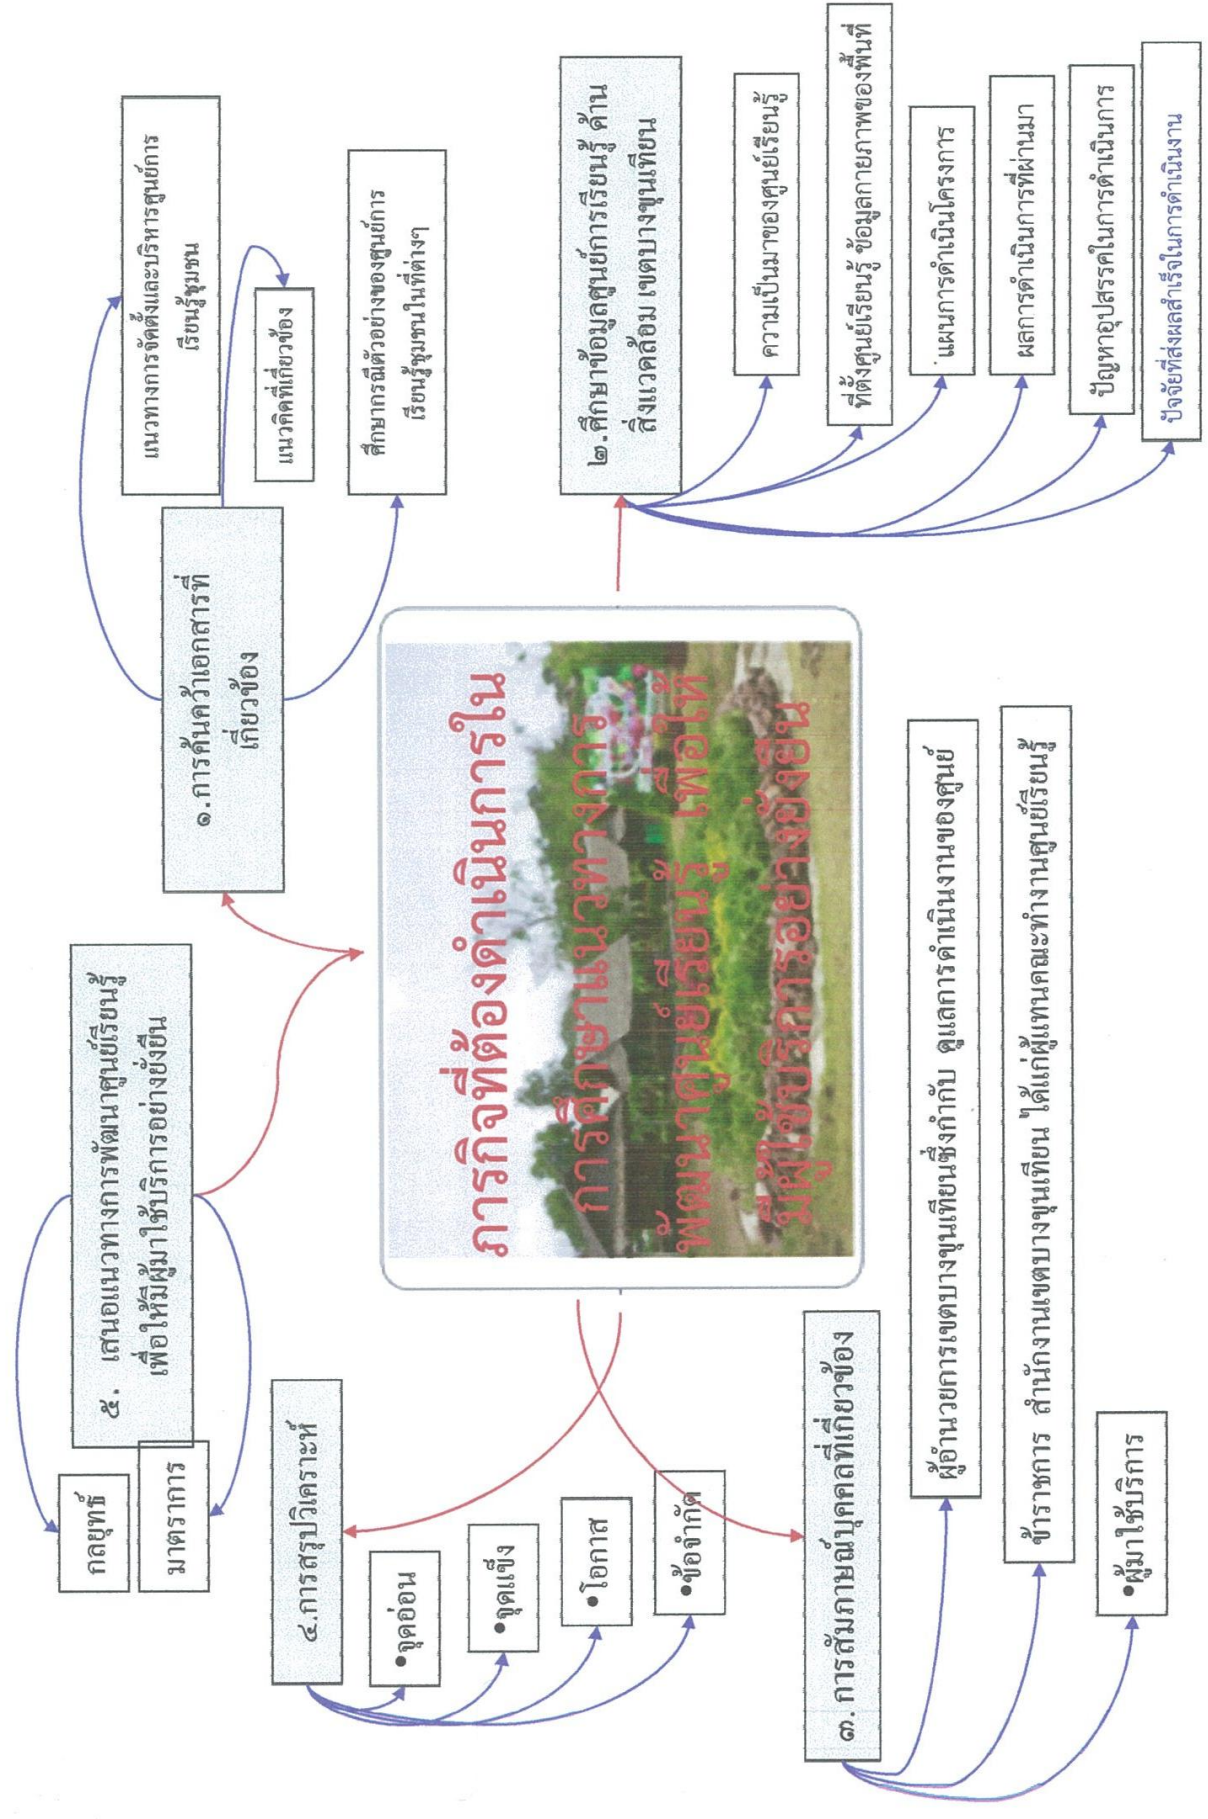 ภารกิจที่ต้องดำเนินการใน
การศึกษาแนวทางการ
พัฒนาศูนย์เรียนรู้ เพื่อให้
มีผู้ใช้บริการอย่างยั่งยืน
๑.การค้นคว้าเอกสารที่
เกี่ยวข้อง
แนวทางการจัดตั้งและบริหารศูนย์การ
เรียนรู้ชุมชน
แนวคิดที่เกี่ยวข้อง
ศึกษากรณีตัวอย่างของศูนย์การ
เรียนรู้ชุมชนในที่ต่างๆ
๒.ศึกษาข้อมูลศูนย์การเรียนรู้ ด้าน
สิ่งแวดล้อม เขตบางขุนเทียน
ความเป็นมาของศูนย์เรียนรู้
ที่ตั้งศูนย์เรียนรู้ ข้อมูลกายภาพของพื้นที่
แผนการดำเนินโครงการ
ผลการดำเนินการที่ผ่านมา
ปัญหาอุปสรรคในการดำเนินการ
ปัจจัยที่ส่งผลสำเร็จในการดำเนินงาน
๓. การสัมภาษณ์บุคคลที่เกี่ยวข้อง
ผู้อำนวยการเขตบางขุนเทียนซึ่งกำกับ ดูแลการดำเนินงานของศูนย์
ข้าราชการ สำนักงานเขตบางขุนเทียน ได้แก่ผู้แทนคณะทำงานศูนย์เรียนรู้
•ผู้มาใช้บริการ
๔.การสรุปวิเคราะห์
•จุดอ่อน
•จุดแข็ง
•โอกาส
•ข้อจำกัด
๕. เสนอแนวทางการพัฒนาศูนย์เรียนรู้
เพื่อให้มีผู้มาใช้บริการอย่างยั่งยืน
กลยุทธ์
มาตราการ